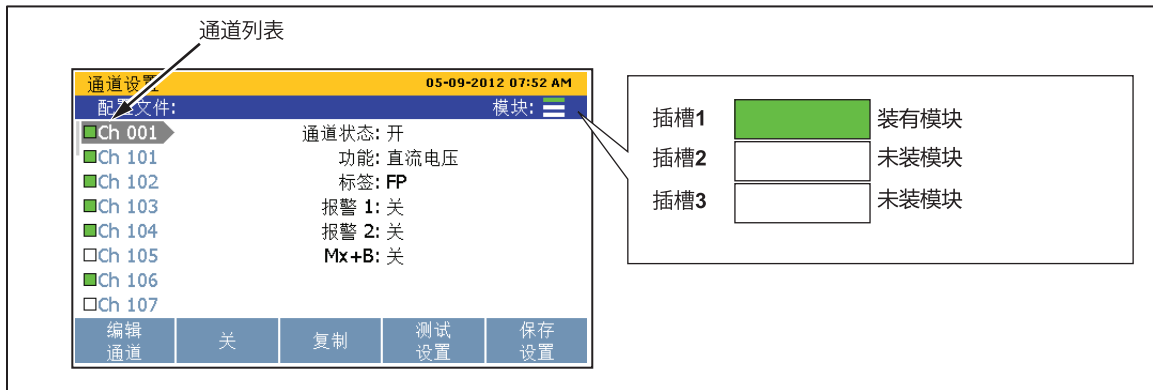 通道列表
通道设置 05-09-2012 07:52 AM
配置文件: 模块:
Ch 001
Ch 101
Ch 102
Ch 103
Ch 104
Ch 105
Ch 106
Ch 107
通道状态: 开
功能: 直流电压
标签: FP
报警 1: 关
报警 2: 关
Mx+B: 关
编辑通道
关
复制
测试设置
保存设置
插槽1 装有模块
插槽2 未装模块
插槽3 未装模块